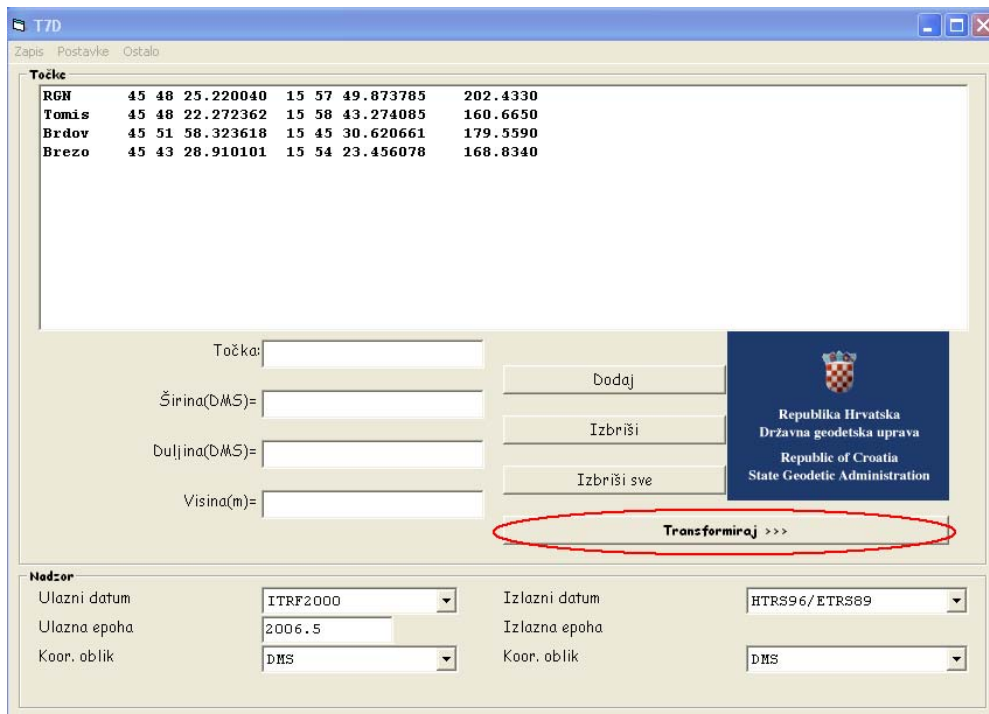 T7D
Zapis Postavke Ostalo
Točke
RGN 45 48 25.220040 15 57 49.873785 202.4330
Tomis 45 48 22.272362 15 58 43.274085 160.6650
Brdov 45 51 58.323618 15 45 30.620661 179.5590
Brezo 45 43 28.910101 15 54 23.456078 168.8340
Točka:
Širina(DMS)=
Duljina(DMS)=
Visina(m)=
Dodaj
Izbriši
Izbriši sve
Republika Hrvatska
Državna geodetska uprava
Republic of Croatia
State Geodetic Administration
Transformiraj >>>
Nadzor
Ulazni datum ITRF2000 Izlazni datum HTRS96/ETRS89
Ulazna epoha 2006.5 Izlazna epoha
Koor. oblik DMS Koor. oblik DMS